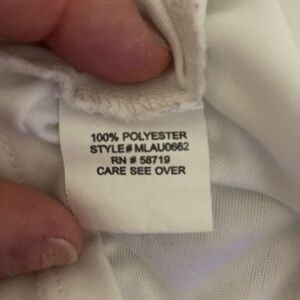 100% POLYESTER
STYLE# MLAU0662
RN # 58719
CARE SEE OVER